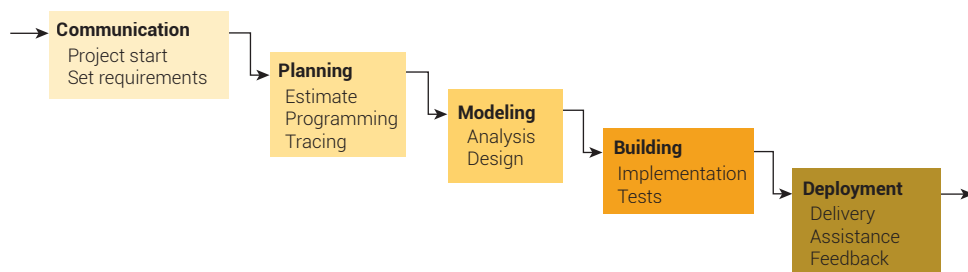 Communication
Project start
Set requirements
Planning
Estimate
Programming
Tracing
Modeling
Analysis
Design
Building
Implementation
Tests
Deployment
Delivery
Assistance
Feedback